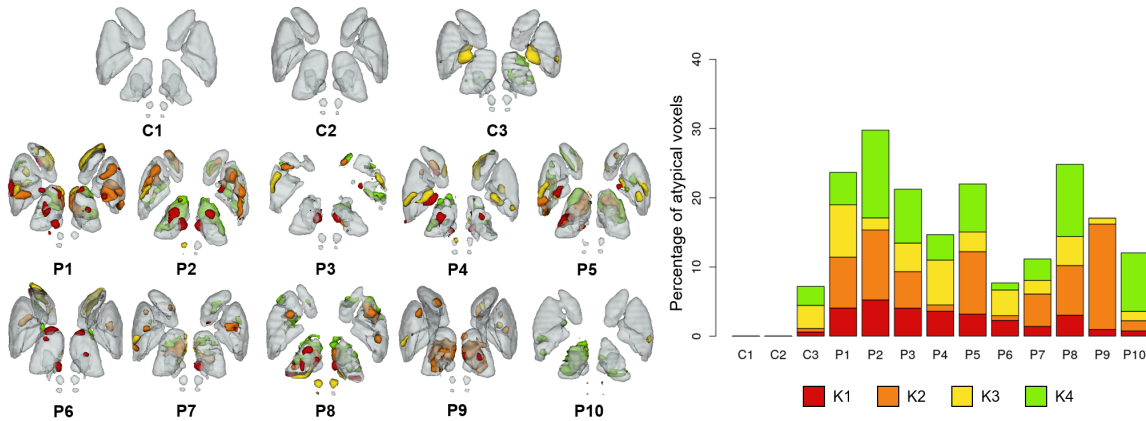 C1 C2 C3
P1 P2 P3 P4 P5
P6 P7 P8 P9 P10
Percentage of atypical voxels
40
30
20
10
0
C1 C2 C3 P1 P2 P3 P4 P5 P6 P7 P8 P9 P10
K1 K2 K3 K4